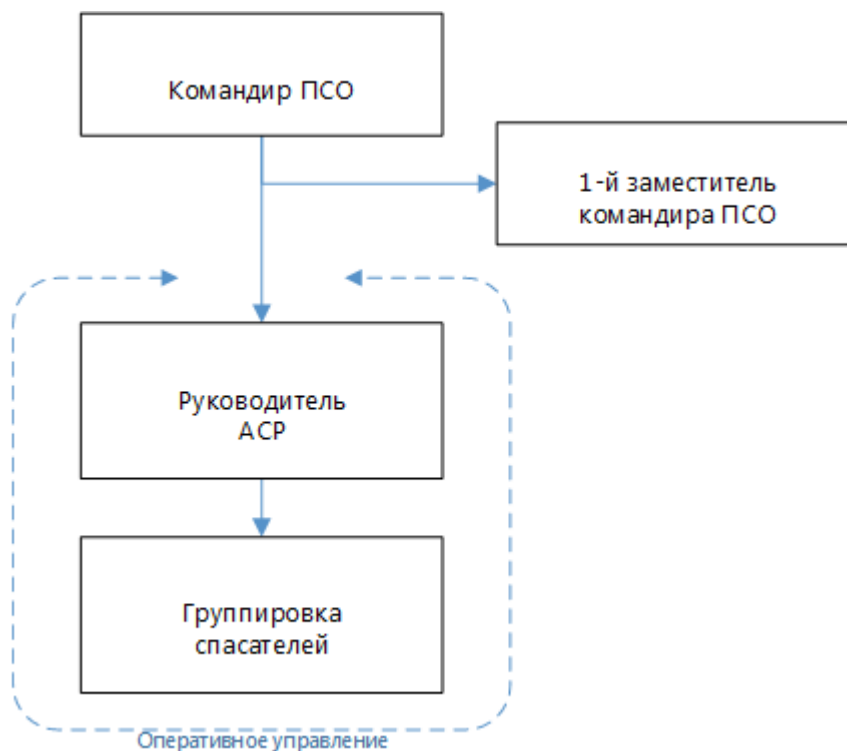 Командир ПСО
1-й заместитель
командира ПСО
Руководитель
АСР
Группировка
спасателей
Оперативное управление